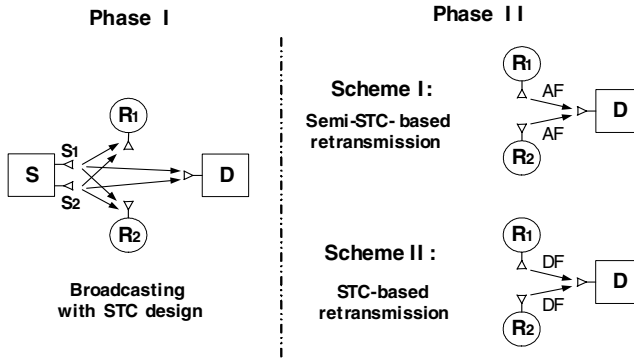 Phase I
Phase II
S
S1
S2
R1
R2
D
Broadcasting
with STC design
Scheme I:
Semi-STC-based
retransmission
R1
AF
AF
R2
D
Scheme II:
STC-based
retransmission
R1
DF
DF
R2
D